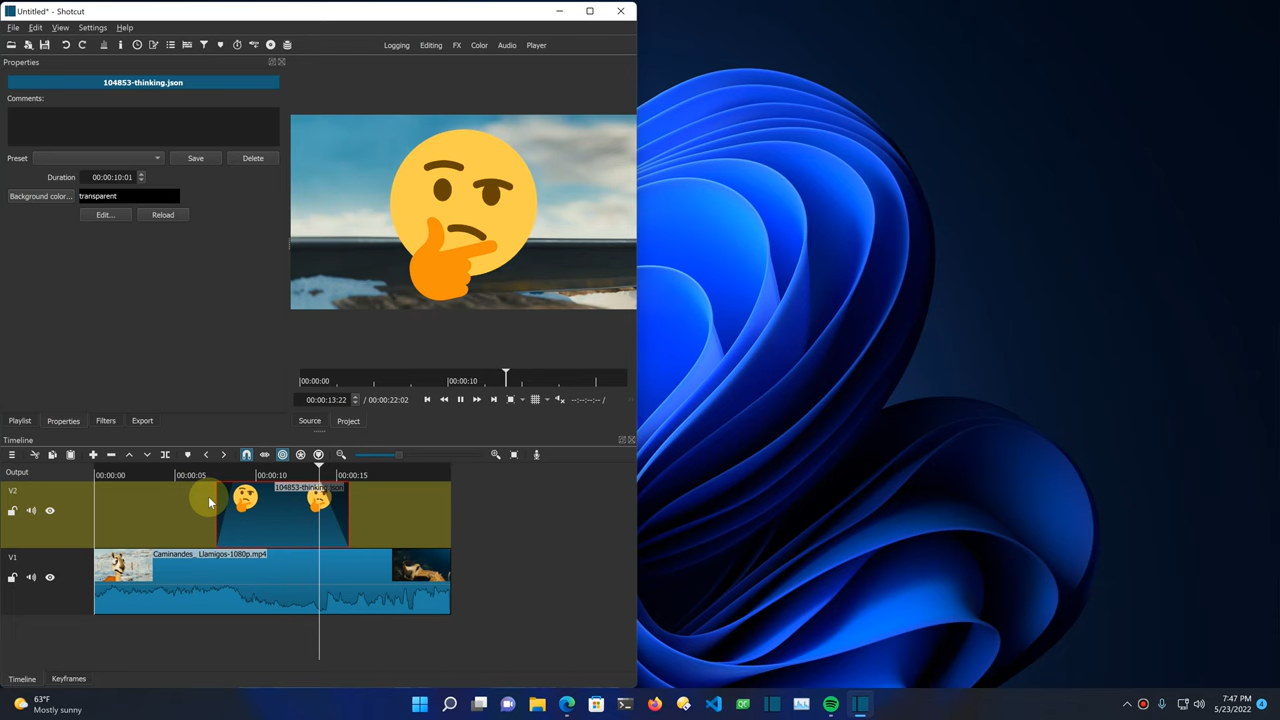 Untitled* - Shotcut
File Edit View Settings Help
Logging Editing FX Color Audio Player
Properties
104853-thinking.json
Comments:
Preset Save Delete
Duration 00:00:10:01
Background color... transparent
Edit... Reload
00:00:00 00:00:10
00:00:13:22 / 00:00:22:02 --:--:--:-- /
Playlist Properties Filters Export Source Project
Timeline
Output 00:00:00 00:00:05 00:00:10 00:00:15
V2 104853-thinking.json
V1 Caminandes_ Llamigos-1080p.mp4
Timeline Keyframes
63°F
Mostly sunny
7:47 PM
5/23/2022
4